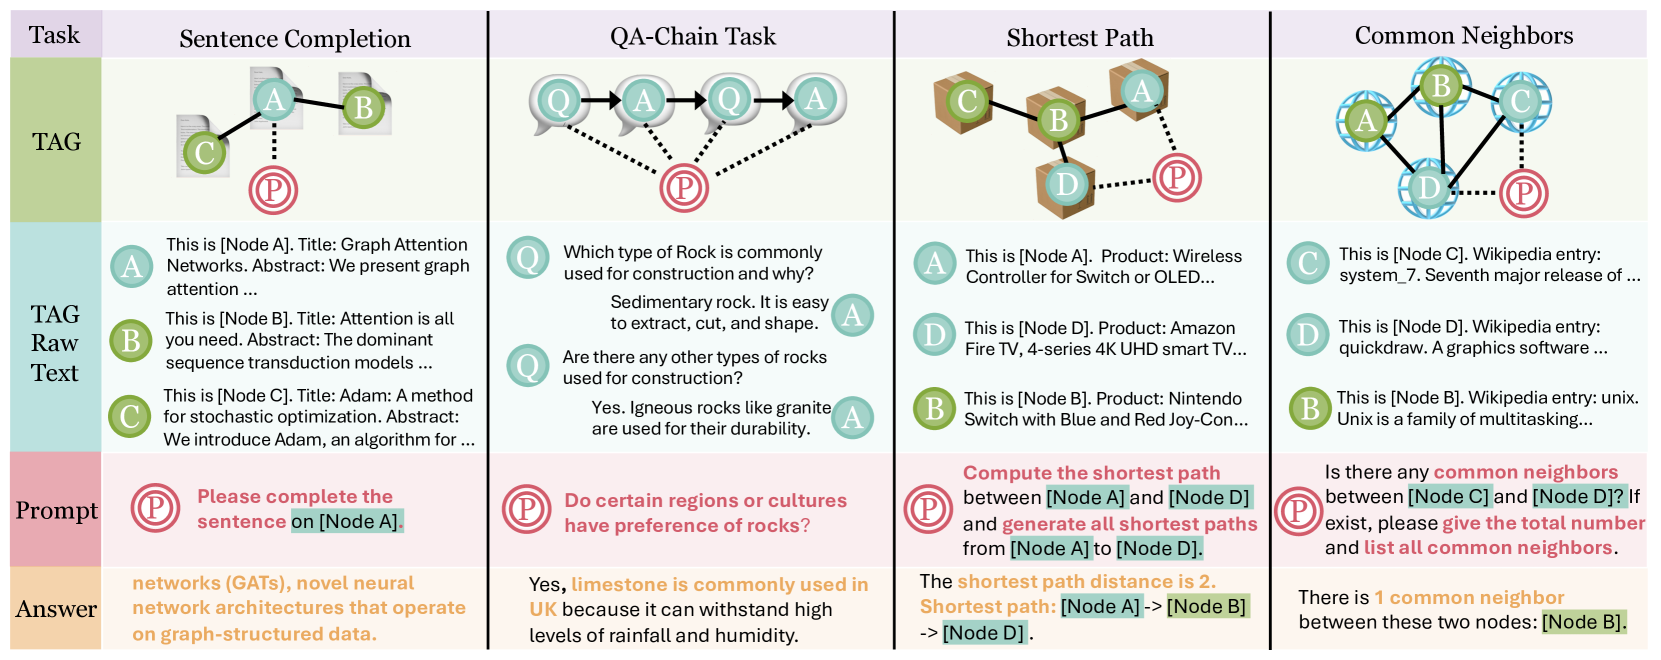 Task
Sentence Completion
QA-Chain Task
Shortest Path
Common Neighbors
TAG
A
B
C
P
Q
A
Q
A
P
C
B
A
D
P
A
B
C
D
P
TAG
Raw
Text
A
This is [Node A]. Title: Graph Attention
Networks. Abstract: We present graph
attention ...
B
This is [Node B]. Title: Attention is all
you need. Abstract: The dominant
sequence transduction models ...
C
This is [Node C]. Title: Adam: A method
for stochastic optimization. Abstract:
We introduce Adam, an algorithm for ...
Q
Which type of Rock is commonly
used for construction and why?
Sedimentary rock. It is easy
to extract, cut, and shape.
A
Q
Are there any other types of rocks
used for construction?
Yes. Igneous rocks like granite
are used for their durability.
A
A
This is [Node A]. Product: Wireless
Controller for Switch or OLED...
D
This is [Node D]. Product: Amazon
Fire TV, 4-series 4K UHD smart TV...
B
This is [Node B]. Product: Nintendo
Switch with Blue and Red Joy-Con...
C
This is [Node C]. Wikipedia entry:
system_7. Seventh major release of ...
D
This is [Node D]. Wikipedia entry:
quickdraw. A graphics software ...
B
This is [Node B]. Wikipedia entry: unix.
Unix is a family of multitasking...
Prompt
P
Please complete the
sentence on [Node A].
P
Do certain regions or cultures
have preference of rocks?
P
Compute the shortest path
between [Node A] and [Node D]
and generate all shortest paths
from [Node A] to [Node D].
P
Is there any common neighbors
between [Node C] and [Node D]? If
exist, please give the total number
and list all common neighbors.
Answer
networks (GATs), novel neural
network architectures that operate
on graph-structured data.
Yes, limestone is commonly used in
UK because it can withstand high
levels of rainfall and humidity.
The shortest path distance is 2.
Shortest path: [Node A] -> [Node B]
-> [Node D] .
There is 1 common neighbor
between these two nodes: [Node B].